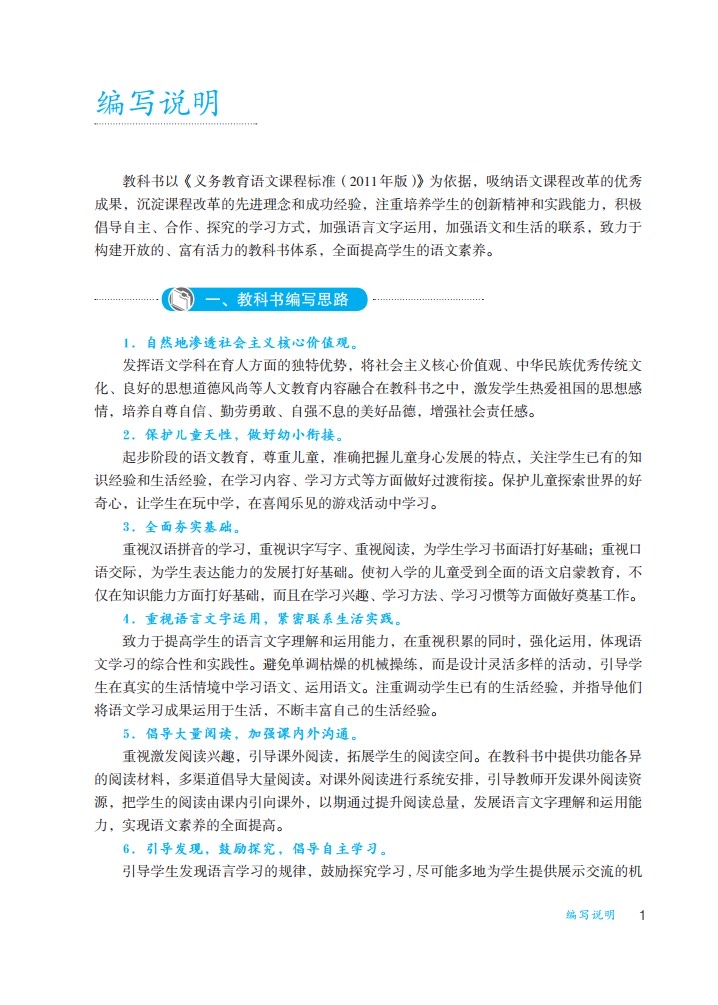 编写说明
教科书以《义务教育语文课程标准（2011年版）》为依据，吸纳语文课程改革的优秀
成果，沉淀课程改革的先进理念和成功经验，注重培养学生的创新精神和实践能力，积极
倡导自主、合作、探究的学习方式，加强语言文字运用，加强语文和生活的联系，致力于
构建开放的、富有活力的教科书体系，全面提高学生的语文素养。
一、教科书编写思路
1．自然地渗透社会主义核心价值观。
发挥语文学科在育人方面的独特优势，将社会主义核心价值观、中华民族优秀传统文
化、良好的思想道德风尚等人文教育内容融合在教科书之中，激发学生热爱祖国的思想感
情，培养自尊自信、勤劳勇敢、自强不息的美好品德，增强社会责任感。
2．保护儿童天性，做好幼小衔接。
起步阶段的语文教育，尊重儿童，准确把握儿童身心发展的特点，关注学生已有的知
识经验和生活经验，在学习内容、学习方式等方面做好过渡衔接。保护儿童探索世界的好
奇心，让学生在玩中学，在喜闻乐见的游戏活动中学习。
3．全面夯实基础。
重视汉语拼音的学习，重视识字写字、重视阅读，为学生学习书面语打好基础；重视口
语交际，为学生表达能力的发展打好基础。使初入学的儿童受到全面的语文启蒙教育，不
仅在知识能力方面打好基础，而且在学习兴趣、学习方法、学习习惯等方面做好奠基工作。
4．重视语言文字运用，紧密联系生活实践。
致力于提高学生的语言文字理解和运用能力，在重视积累的同时，强化运用，体现语
文学习的综合性和实践性。避免单调枯燥的机械操练，而是设计灵活多样的活动，引导学
生在真实的生活情境中学习语文、运用语文。注重调动学生已有的生活经验，并指导他们
将语文学习成果运用于生活，不断丰富自己的生活经验。
5．倡导大量阅读，加强课内外沟通。
重视激发阅读兴趣，引导课外阅读，拓展学生的阅读空间。在教科书中提供功能各异
的阅读材料，多渠道倡导大量阅读。对课外阅读进行系统安排，引导教师开发课外阅读资
源，把学生的阅读由课内引向课外，以期通过提升阅读总量，发展语言文字理解和运用能
力，实现语文素养的全面提高。
6．引导发现，鼓励探究，倡导自主学习。
引导学生发现语言学习的规律，鼓励探究学习，尽可能多地为学生提供展示交流的机
编写说明 1